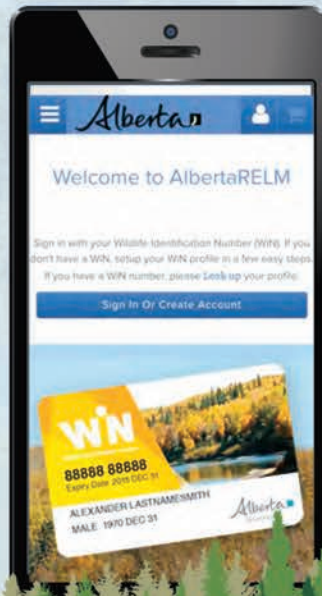 Alberta
Welcome to AlbertaRELM
Sign in with your Wildlife Identification Number (WiN). If you
don't have a WiN, setup your WiN profile in a few easy steps.
If you have a WiN number, please Look up your profile.
Sign In Or Create Account
WiN
88888 88888
Expiry Date 2015 DEC 31
ALEXANDER LASTNAMESMITH
MALE 1970 DEC 31
Alberta